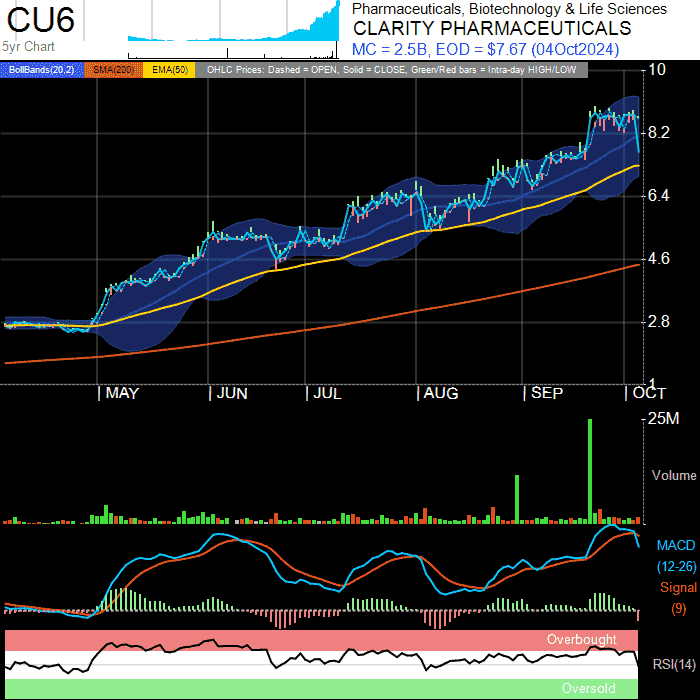 CU6
5yr Chart
Pharmaceuticals, Biotechnology & Life Sciences
CLARITY PHARMACEUTICALS
MC = 2.5B, EOD = $7.67 (04Oct2024)
BollBands(20,2) SMA(200) EMA(50) OHLC Prices: Dashed = OPEN, Solid = CLOSE, Green/Red bars = Intra-day HIGH/LOW
10
8.2
6.4
4.6
2.8
1
MAY JUN JUL AUG SEP OCT
25M
Volume
MACD
(12-26)
Signal
(9)
Overbought
RSI(14)
Oversold